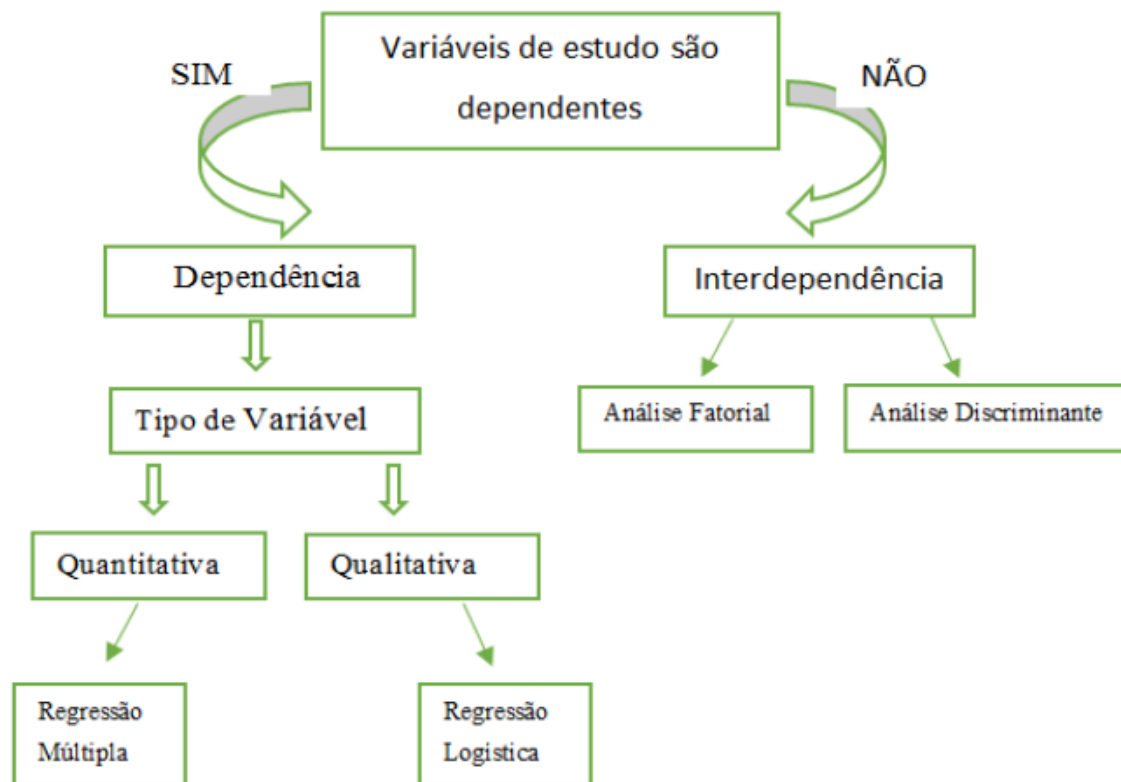 Variáveis de estudo são
dependentes
SIM
NÃO
Dependência
Interdependência
Tipo de Variável
Análise Fatorial
Análise Discriminante
Quantitativa
Qualitativa
Regressão
Múltipla
Regressão
Logistica